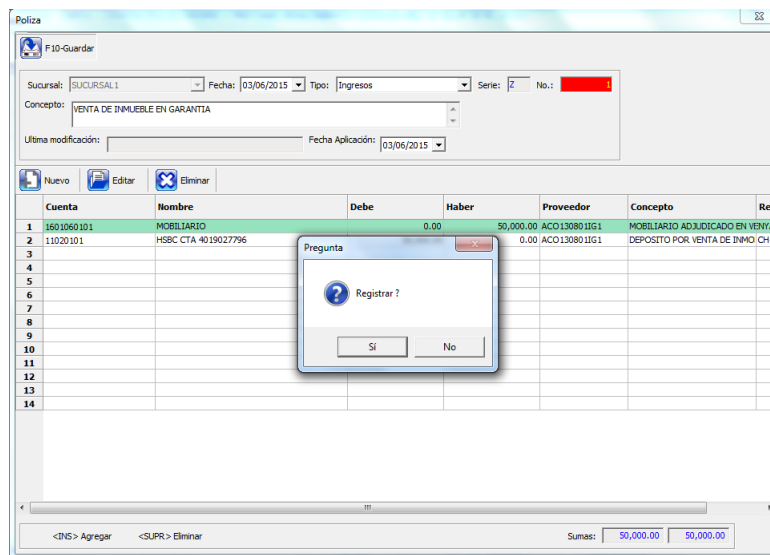 Poliza
F10-Guardar
Sucursal: SUCURSAL1 Fecha: 03/06/2015 Tipo: Ingresos Serie: Z No.: 1
Concepto: VENTA DE INMUEBLE EN GARANTIA
Ultima modificación: Fecha Aplicación: 03/06/2015
Nuevo Editar Eliminar
Cuenta Nombre Debe Haber Proveedor Concepto Re
1 1601060101 MOBILIARIO 0.00 50,000.00 ACO130801IG1 MOBILIARIO ADJUDICADO EN VENYA
2 11020101 HSBC CTA 4019027796 0.00 ACO130801IG1 DEPOSITO POR VENTA DE INMO CH
3
4
5
6
7
8
9
10
11
12
13
14
Pregunta
Registrar ?
Sí No
<INS> Agregar <SUPR> Eliminar Sumas: 50,000.00 50,000.00